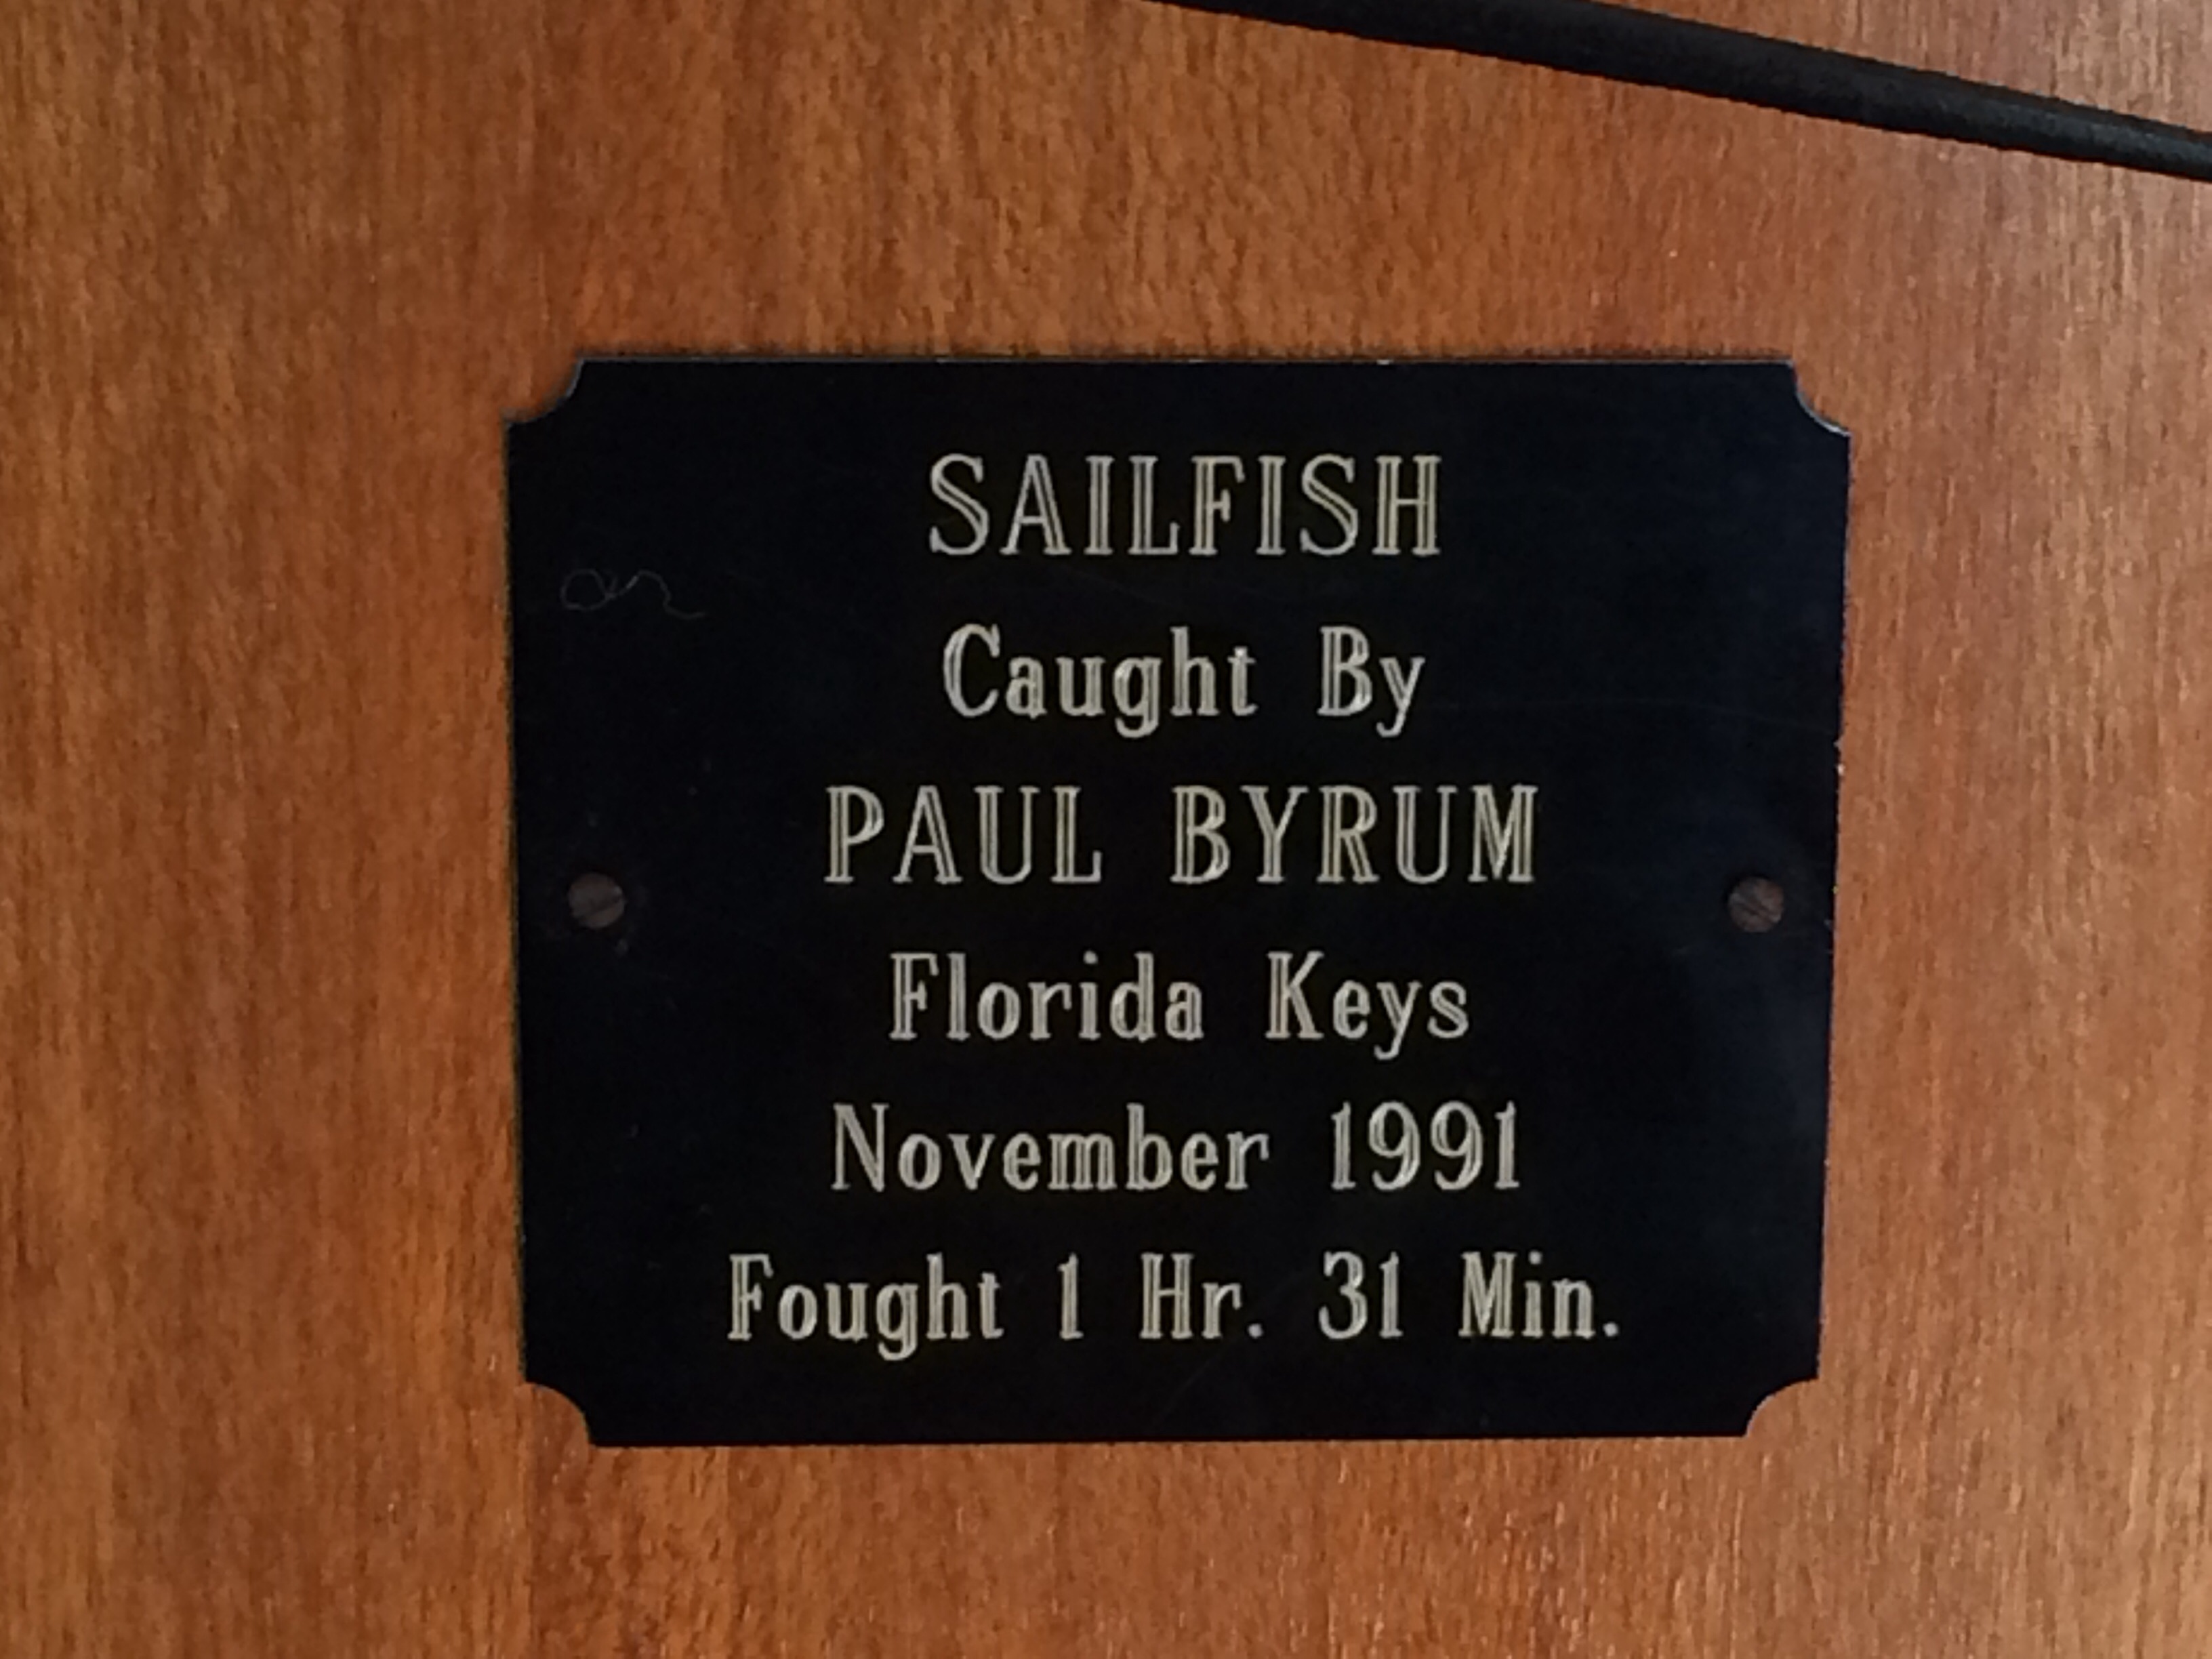 SAILFISH
Caught By
PAUL BYRUM
Florida Keys
November 1991
Fought 1 Hr. 31 Min.